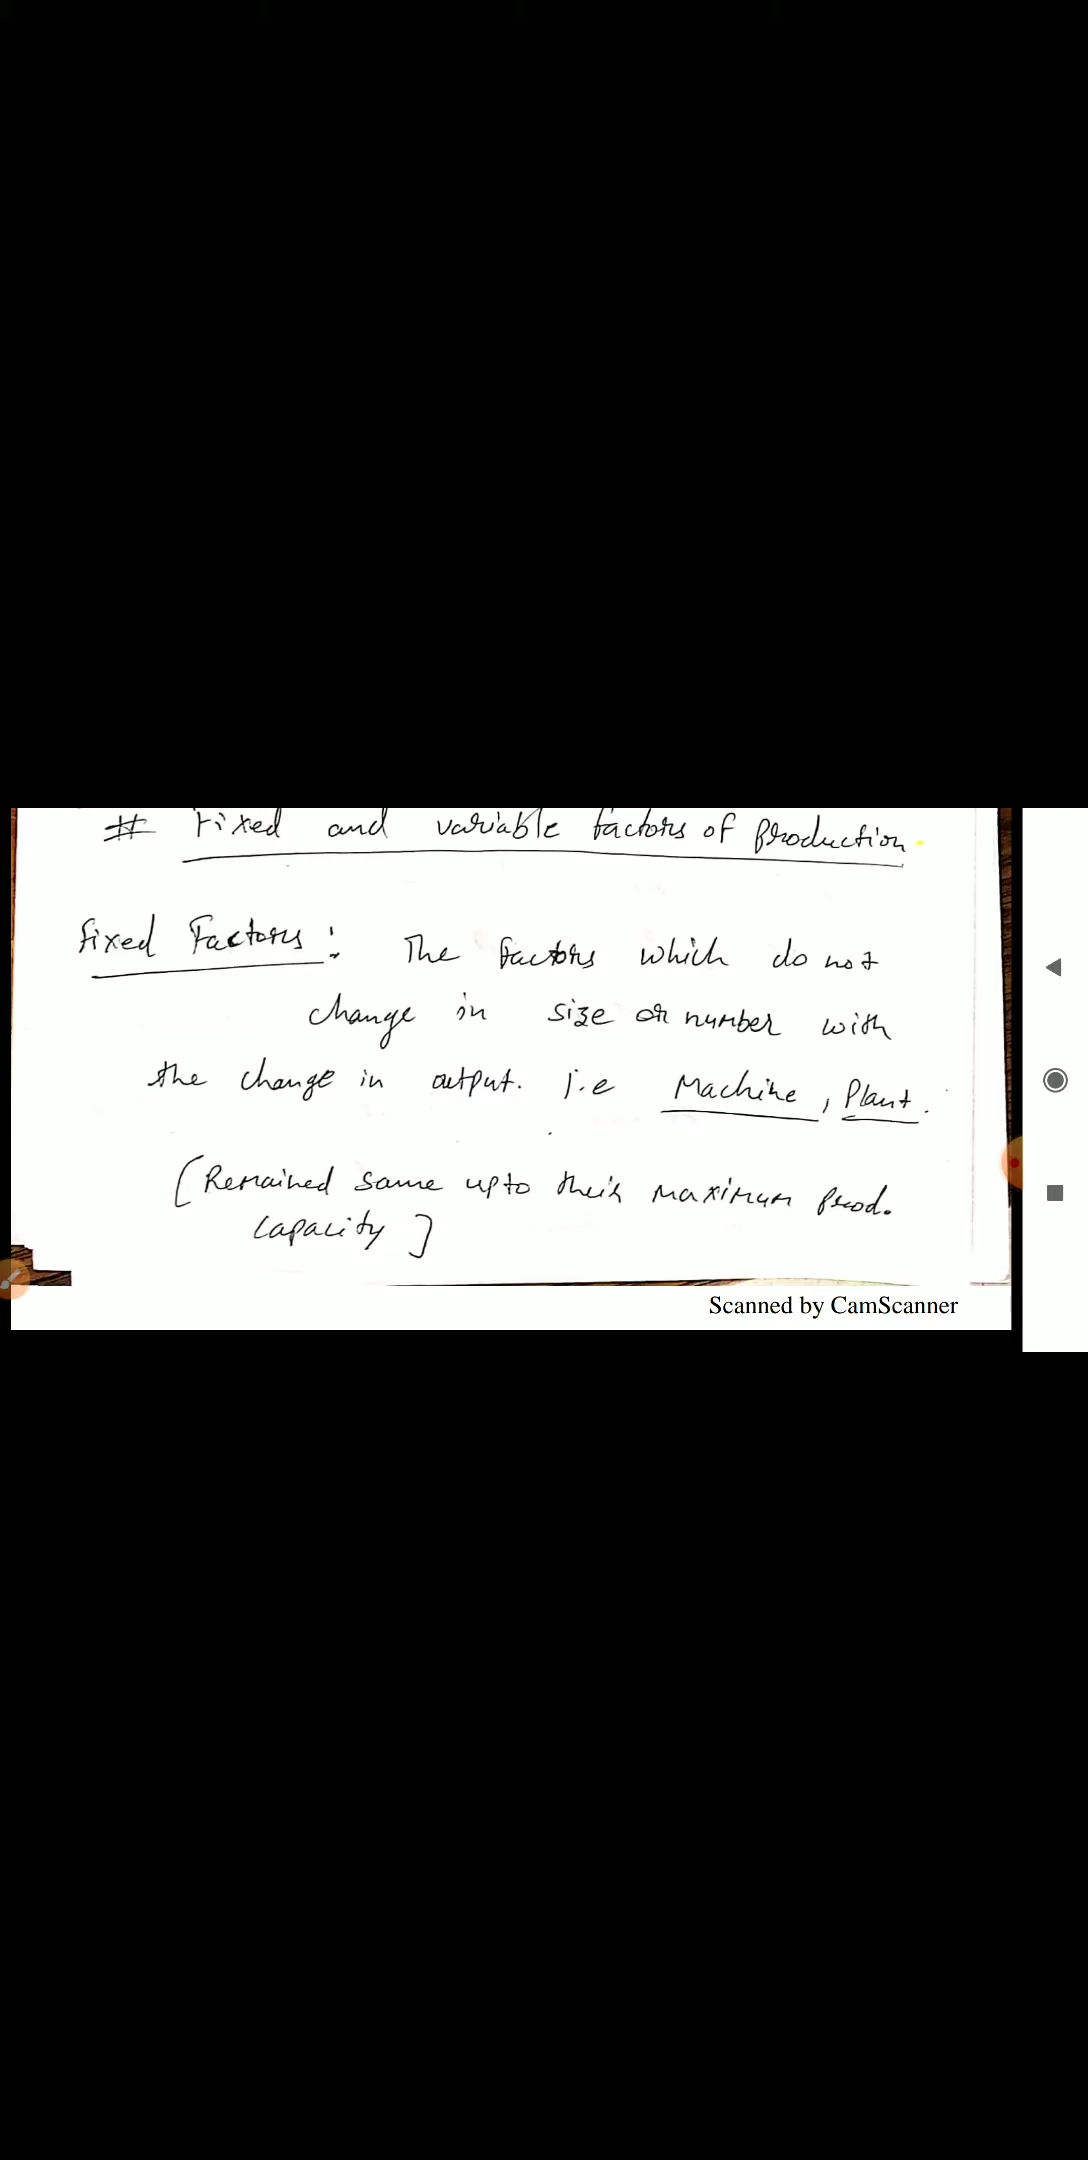 # Fixed and variable factors of production.
Fixed Factors: The factors which do not
change in size or number with
the change in output. i.e Machine, Plant.
[Remained same upto their maximum prod.
capacity]
Scanned by CamScanner